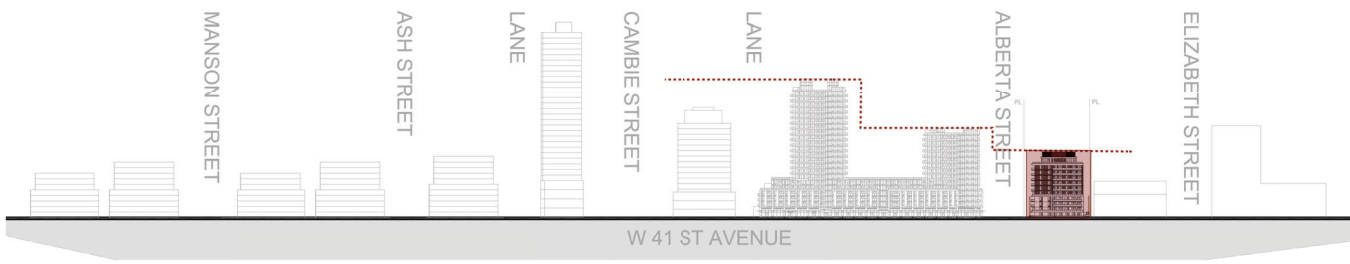 MANSON STREET
ASH STREET
LANE
CAMBIE STREET
LANE
ALBERTA STREET
ELIZABETH STREET
PL
PL
W 41 ST AVENUE